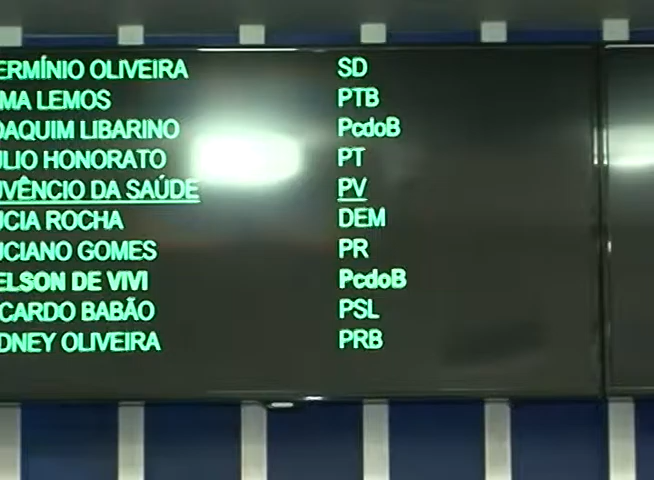 ERMÍNIO OLIVEIRA SD
MA LEMOS PTB
OAQUIM LIBARINO PcdoB
ULIO HONORATO PT
UVÊNCIO DA SAÚDE PV
UCIA ROCHA DEM
UCIANO GOMES PR
ELSON DE VIVI PcdoB
CARDO BABÃO PSL
DNEY OLIVEIRA PRB